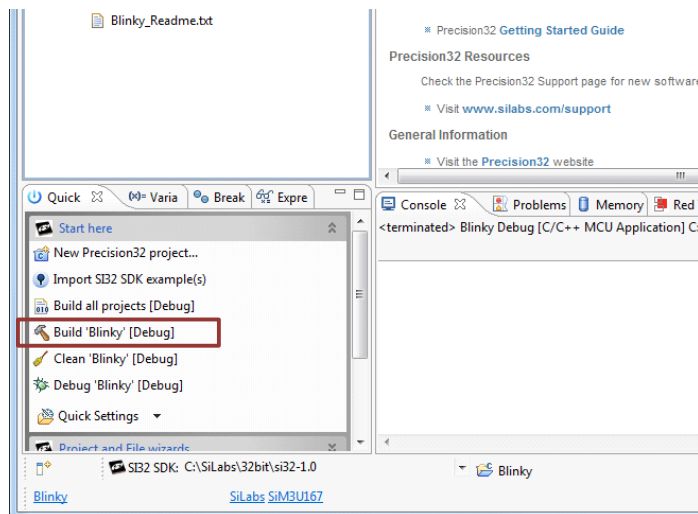 Blinky_Readme.txt
Precision32 Getting Started Guide
Precision32 Resources
Check the Precision32 Support page for new software
Visit www.silabs.com/support
General Information
Visit the Precision32 website
Quick
(x)= Varia
Break
Expre
Console
Problems
Memory
Red
Start here
<terminated> Blinky Debug [C/C++ MCU Application] C:
New Precision32 project...
Import SI32 SDK example(s)
Build all projects [Debug]
Build 'Blinky' [Debug]
Clean 'Blinky' [Debug]
Debug 'Blinky' [Debug]
Quick Settings
Project and File wizards
SI32 SDK: C:\SiLabs\32bit\si32-1.0
Blinky
Blinky
SiLabs SiM3U167